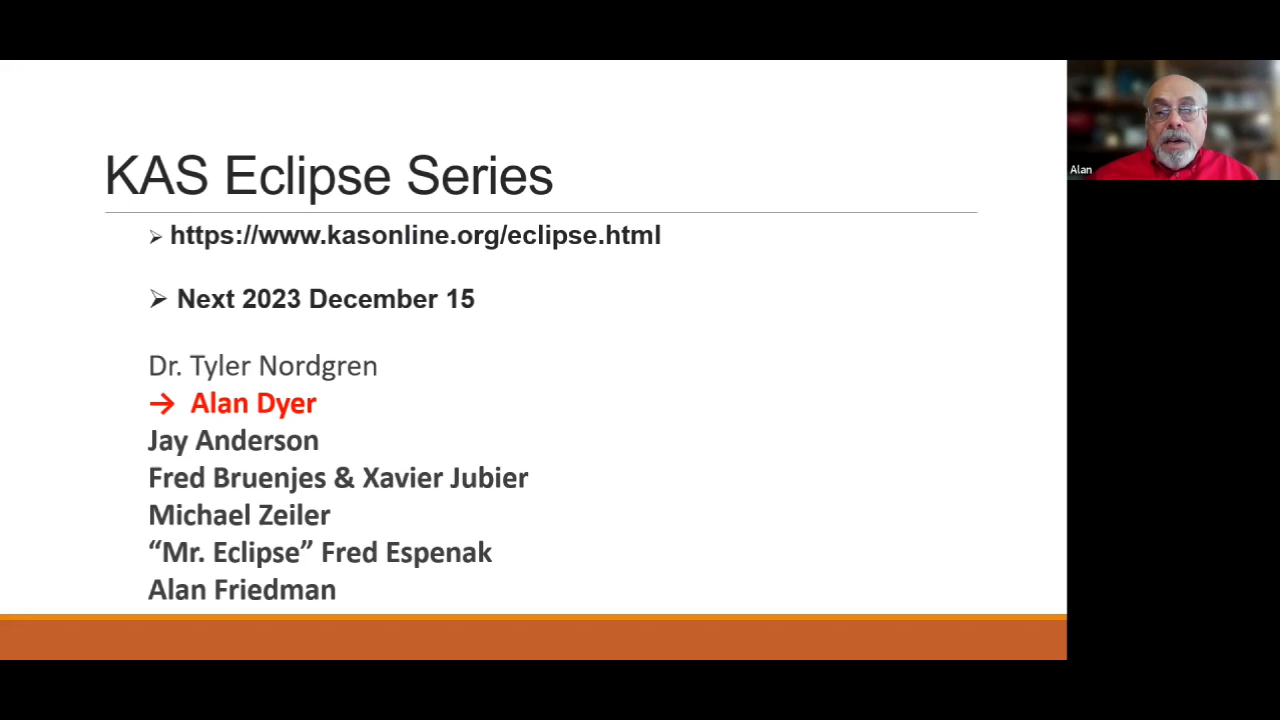 KAS Eclipse Series
➢ https://www.kasonline.org/eclipse.html
➢ Next 2023 December 15
Dr. Tyler Nordgren
→ Alan Dyer
Jay Anderson
Fred Bruenjes & Xavier Jubier
Michael Zeiler
“Mr. Eclipse” Fred Espenak
Alan Friedman
Alan